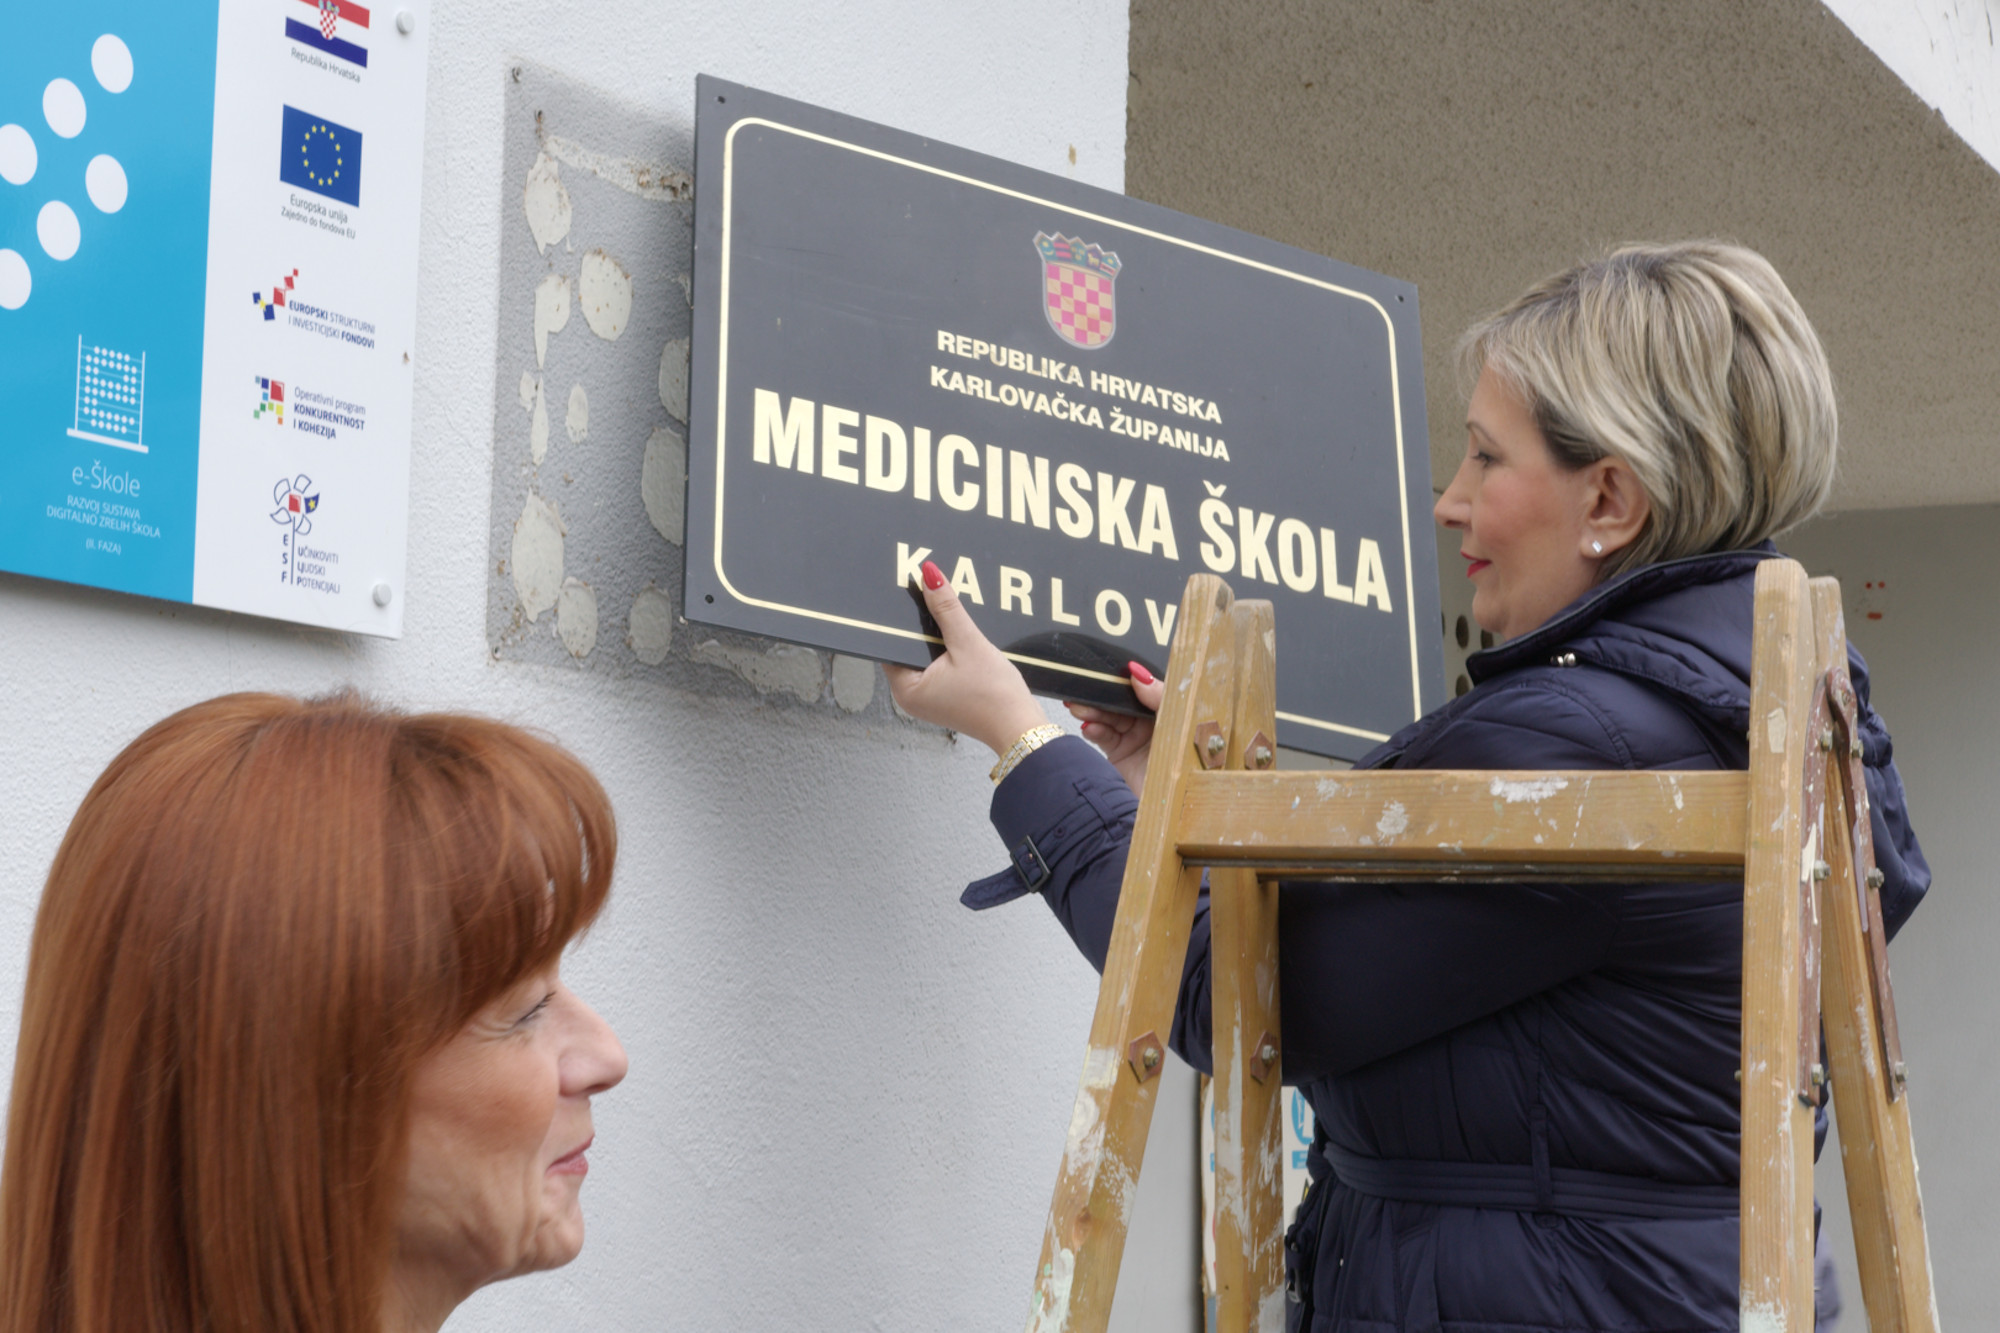 Republika Hrvatska
Europska unija
Zajedno do fondova EU
EUROPSKI STRUKTURNI
I INVESTICIJSKI FONDOVI
Operativni program
KONKURENTNOST
I KOHEZIJA
ESF
UČINKOVITI
LJUDSKI
POTENCIJALI
e-Škole
RAZVOJ SUSTAVA
DIGITALNO ZRELIH ŠKOLA
(II. FAZA)
REPUBLIKA HRVATSKA
KARLOVAČKA ŽUPANIJA
MEDICINSKA ŠKOLA
KARLOV